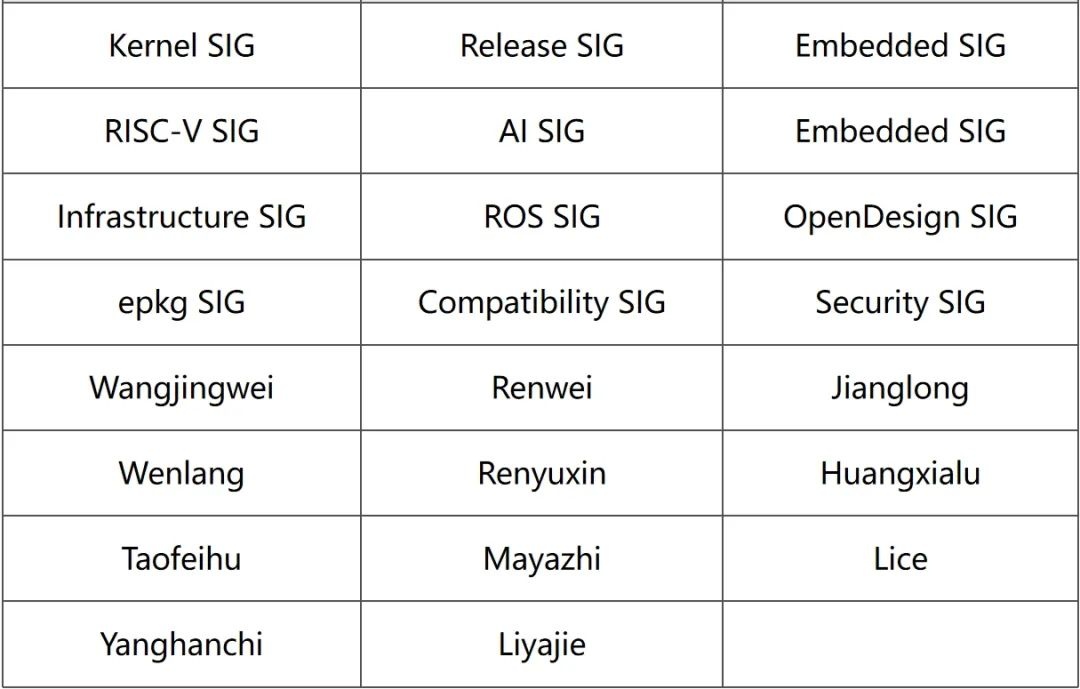 Kernel SIG Release SIG Embedded SIG
RISC-V SIG AI SIG Embedded SIG
Infrastructure SIG ROS SIG OpenDesign SIG
epkg SIG Compatibility SIG Security SIG
Wangjingwei Renwei Jianglong
Wenlang Renyuxin Huangxialu
Taofeihu Mayazhi Lice
Yanghanchi Liyajie